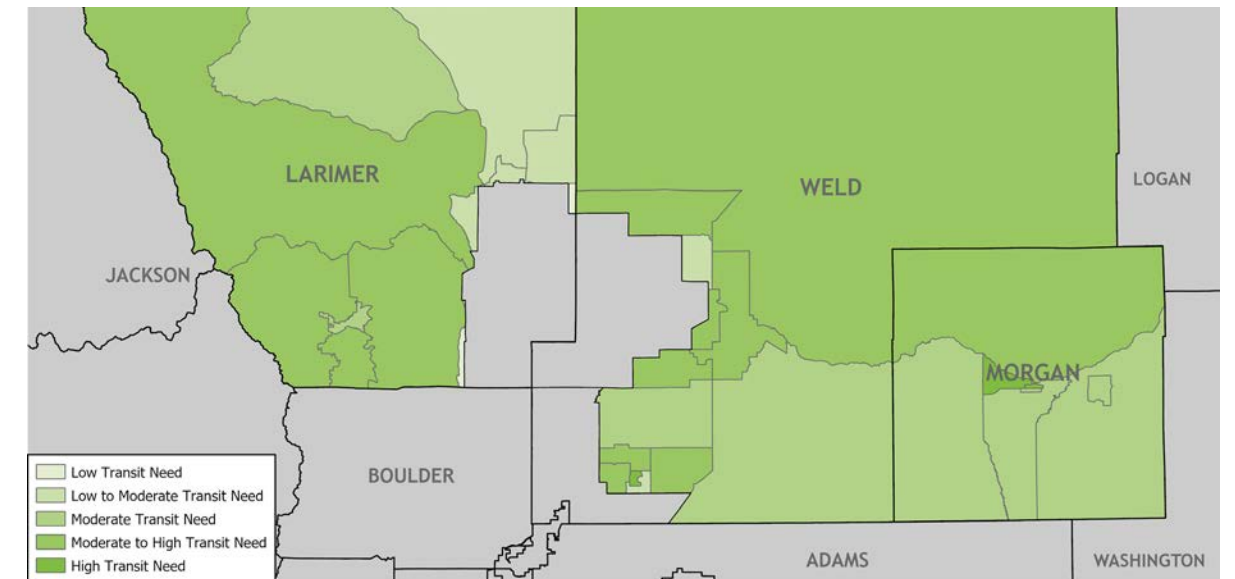 LARIMER
WELD
LOGAN
JACKSON
MORGAN
BOULDER
ADAMS
WASHINGTON
Low Transit Need
Low to Moderate Transit Need
Moderate Transit Need
Moderate to High Transit Need
High Transit Need